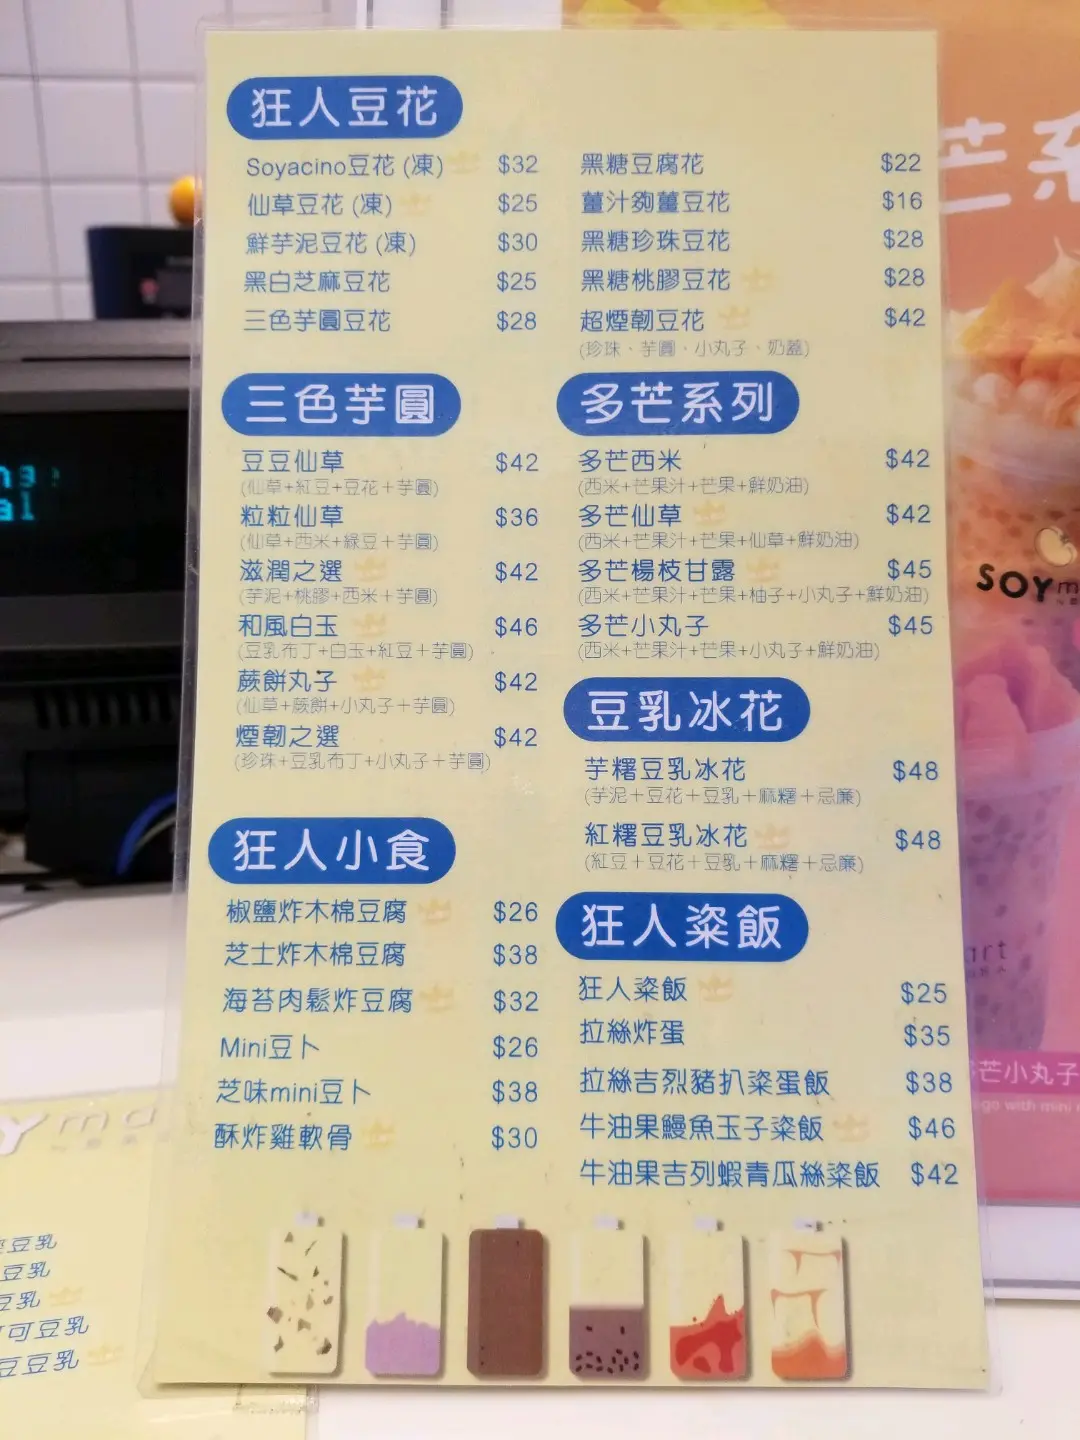 狂人豆花
Soyacino豆花 (凍) $32
仙草豆花 (凍) $25
鮮芋泥豆花 (凍) $30
黑白芝麻豆花 $25
三色芋圓豆花 $28
黑糖豆腐花 $22
薑汁夠薑豆花 $16
黑糖珍珠豆花 $28
黑糖桃膠豆花 $28
超煙韌豆花 $42
(珍珠、芋圓、小丸子、奶蓋)
三色芋圓
豆豆仙草 $42
(仙草+紅豆+豆花+芋圓)
粒粒仙草 $36
(仙草+西米+綠豆+芋圓)
滋潤之選 $42
(芋泥+桃膠+西米+芋圓)
和風白玉 $46
(豆乳布丁+白玉+紅豆+芋圓)
蕨餅丸子 $42
(仙草+蕨餅+小丸子+芋圓)
煙韌之選 $42
(珍珠+豆乳布丁+小丸子+芋圓)
多芒系列
多芒西米 $42
(西米+芒果汁+芒果+鮮奶油)
多芒仙草 $42
(西米+芒果汁+芒果+仙草+鮮奶油)
多芒楊枝甘露 $45
(西米+芒果汁+芒果+柚子+小丸子+鮮奶油)
多芒小丸子 $45
(西米+芒果汁+芒果+小丸子+鮮奶油)
豆乳冰花
芋糬豆乳冰花 $48
(芋泥+豆花+豆乳+麻糬+忌廉)
紅糬豆乳冰花 $48
(紅豆+豆花+豆乳+麻糬+忌廉)
狂人小食
椒鹽炸木棉豆腐 $26
芝士炸木棉豆腐 $38
海苔肉鬆炸豆腐 $32
Mini豆卜 $26
芝味mini豆卜 $38
酥炸雞軟骨 $30
狂人粢飯
狂人粢飯 $25
拉絲炸蛋 $35
拉絲吉烈豬扒粢蛋飯 $38
牛油果鰻魚玉子粢飯 $46
牛油果吉列蝦青瓜絲粢飯 $42
芒系
SOY
art
芒小丸子
go with mini
豆乳
豆乳
豆乳
可豆乳
豆豆乳